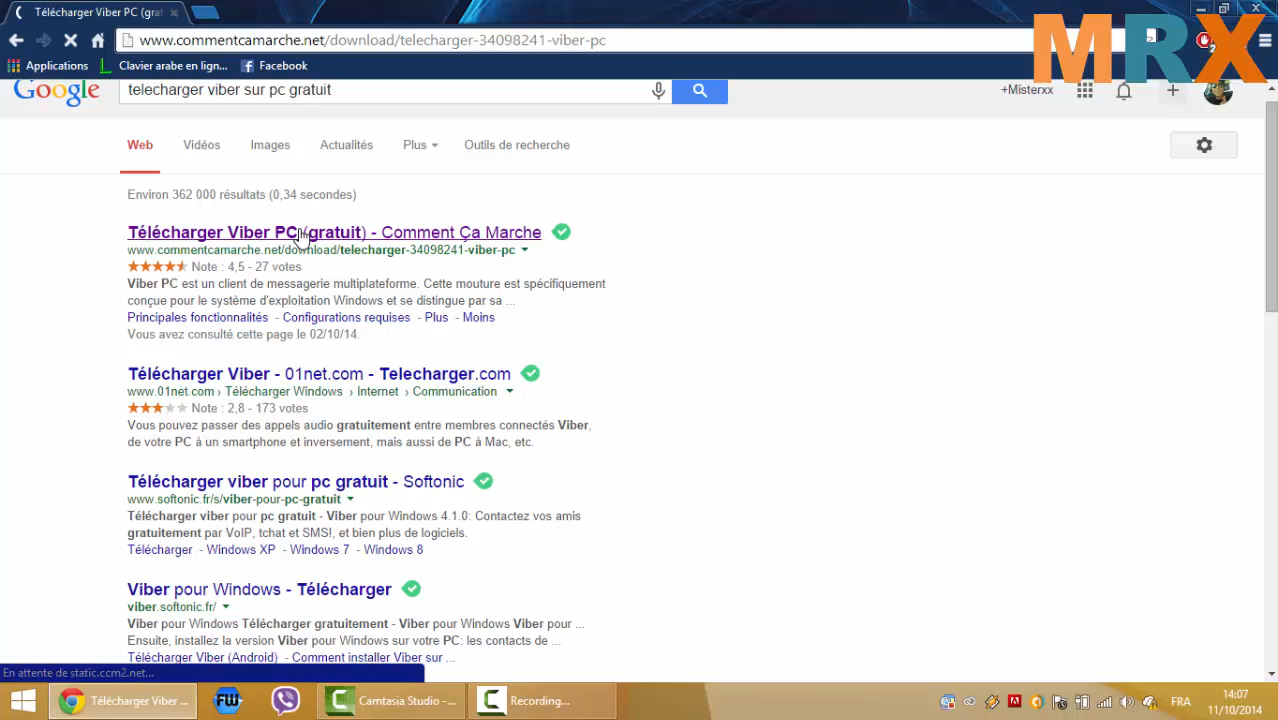 Télécharger Viber PC (gra
www.commentcamarche.net/download/telecharger-34098241-viber-pc
MRX
Applications
Clavier arabe en lign...
Facebook
Google
telecharger viber sur pc gratuit
+Misterxx
Web
Vidéos
Images
Actualités
Plus
Outils de recherche
Environ 362 000 résultats (0,34 secondes)
Télécharger Viber PC (gratuit) - Comment Ça Marche
www.commentcamarche.net/download/telecharger-34098241-viber-pc
Note : 4,5 - 27 votes
Viber PC est un client de messagerie multiplateforme. Cette mouture est spécifiquement
conçue pour le système d'exploitation Windows et se distingue par sa ...
Principales fonctionnalités - Configurations requises - Plus - Moins
Vous avez consulté cette page le 02/10/14.
Télécharger Viber - 01net.com - Telecharger.com
www.01net.com › Télécharger Windows › Internet › Communication
Note : 2,8 - 173 votes
Vous pouvez passer des appels audio gratuitement entre membres connectés Viber,
de votre PC à un smartphone et inversement, mais aussi de PC à Mac, etc.
Télécharger viber pour pc gratuit - Softonic
www.softonic.fr/s/viber-pour-pc-gratuit
Télécharger viber pour pc gratuit - Viber pour Windows 4.1.0: Contactez vos amis
gratuitement par VoIP, tchat et SMS!, et bien plus de logiciels.
Télécharger - Windows XP - Windows 7 - Windows 8
Viber pour Windows - Télécharger
viber.softonic.fr/
Viber pour Windows Télécharger gratuitement - Viber pour Windows Viber pour ...
Ensuite, installez la version Viber pour Windows sur votre PC: les contacts de ...
Télécharger Viber (Android) - Comment installer Viber sur ...
En attente de static.ccm2.net...
Télécharger Viber ...
FW
Camtasia Studio -...
Recording...
FRA
14:07
11/10/2014